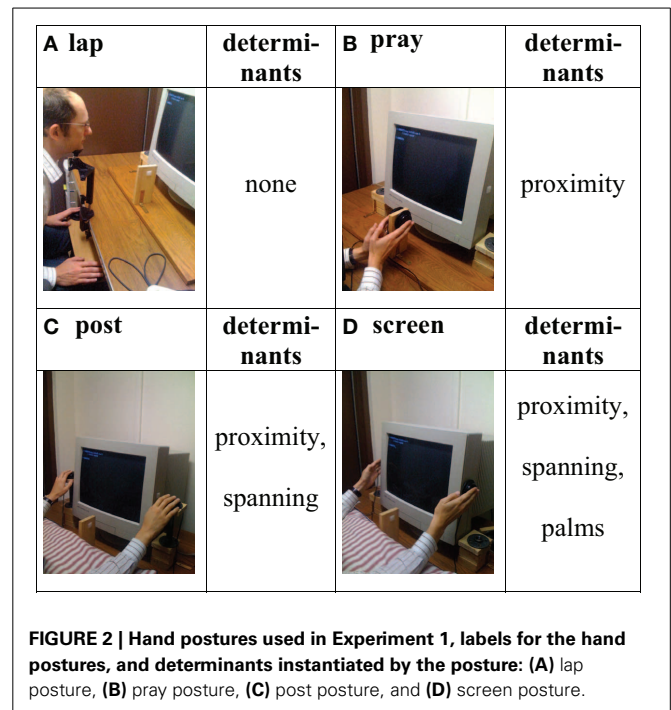 A lap
determi-
nants
B pray
determi-
nants
none
proximity
C post
determi-
nants
D screen
determi-
nants
proximity,
spanning
proximity,
spanning,
palms
FIGURE 2 | Hand postures used in Experiment 1, labels for the hand
postures, and determinants instantiated by the posture: (A) lap
posture, (B) pray posture, (C) post posture, and (D) screen posture.